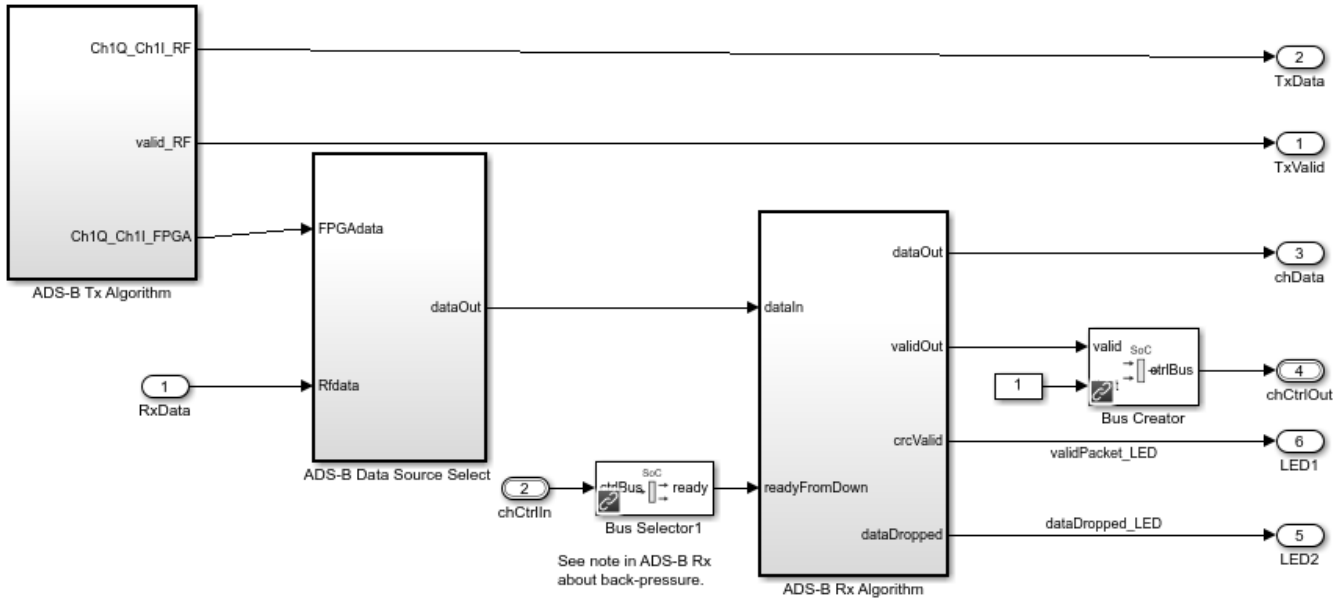 Ch1Q_Ch1I_RF
2
TxData
valid_RF
1
TxValid
Ch1Q_Ch1I_FPGA
ADS-B Tx Algorithm
FPGAdata
dataOut
Rfdata
ADS-B Data Source Select
1
RxData
2
chCtrlIn
SoC
ready
Bus Selector1
See note in ADS-B Rx
about back-pressure.
dataIn
readyFromDown
dataOut
validOut
crcValid
dataDropped
ADS-B Rx Algorithm
3
chData
valid
SoC
ctrlBus
1
Bus Creator
4
chCtrlOut
validPacket_LED
6
LED1
dataDropped_LED
5
LED2